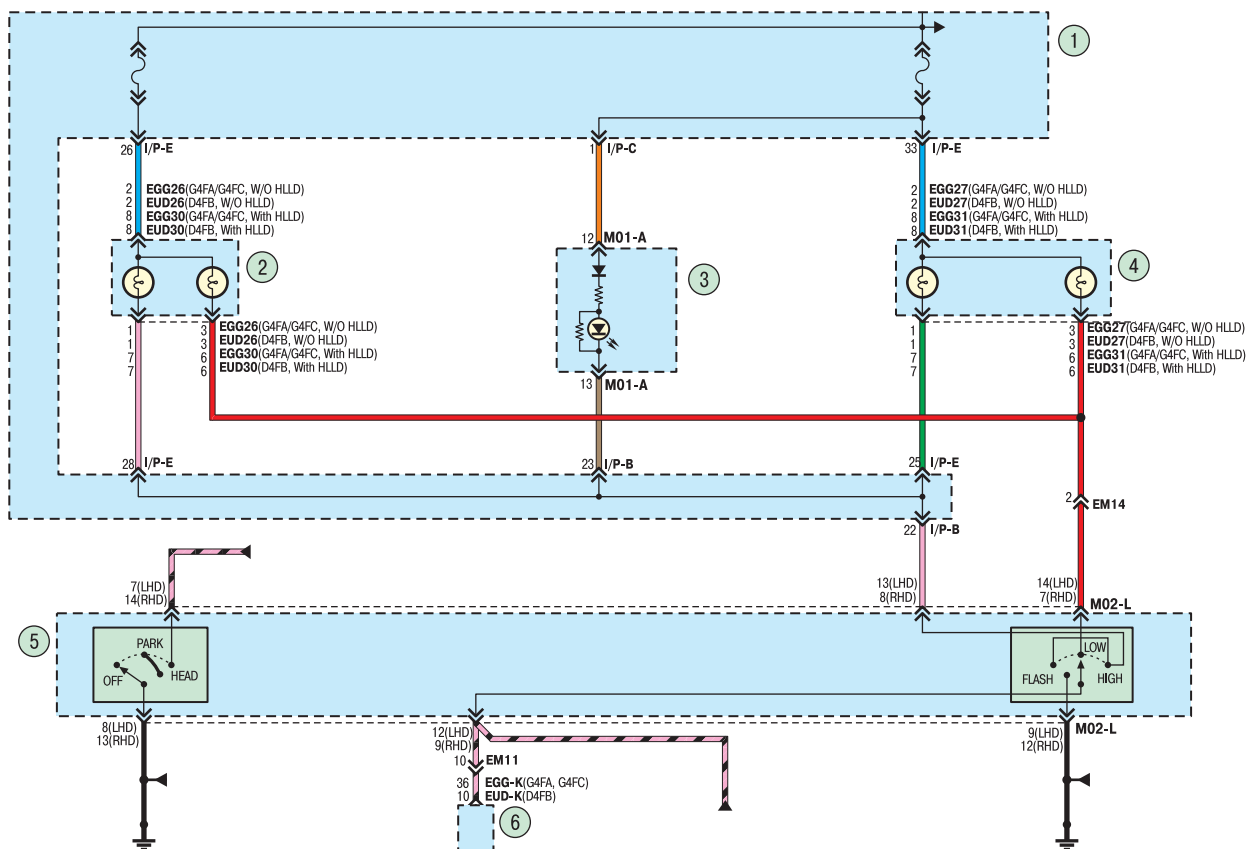 1
26 I/P-E
1 I/P-C
33 I/P-E
2 EGG26(G4FA/G4FC, W/O HLLD)
2 EUD26(D4FB, W/O HLLD)
8 EGG30(G4FA/G4FC, With HLLD)
8 EUD30(D4FB, With HLLD)
2 EGG27(G4FA/G4FC, W/O HLLD)
2 EUD27(D4FB, W/O HLLD)
8 EGG31(G4FA/G4FC, With HLLD)
8 EUD31(D4FB, With HLLD)
12 M01-A
2
3
4
1
1
7
7
3 EGG26(G4FA/G4FC, W/O HLLD)
3 EUD26(D4FB, W/O HLLD)
6 EGG30(G4FA/G4FC, With HLLD)
6 EUD30(D4FB, With HLLD)
13 M01-A
1
1
7
7
3 EGG27(G4FA/G4FC, W/O HLLD)
3 EUD27(D4FB, W/O HLLD)
6 EGG31(G4FA/G4FC, With HLLD)
6 EUD31(D4FB, With HLLD)
28 I/P-E
23 I/P-B
25 I/P-E
2 EM14
22 I/P-B
7(LHD)
14(RHD)
13(LHD)
8(RHD)
14(LHD)
7(RHD)
M02-L
5
PARK
OFF
HEAD
LOW
FLASH
HIGH
8(LHD)
13(RHD)
12(LHD)
9(RHD)
9(LHD)
12(RHD)
M02-L
10 EM11
36 EGG-K(G4FA, G4FC)
10 EUD-K(D4FB)
6